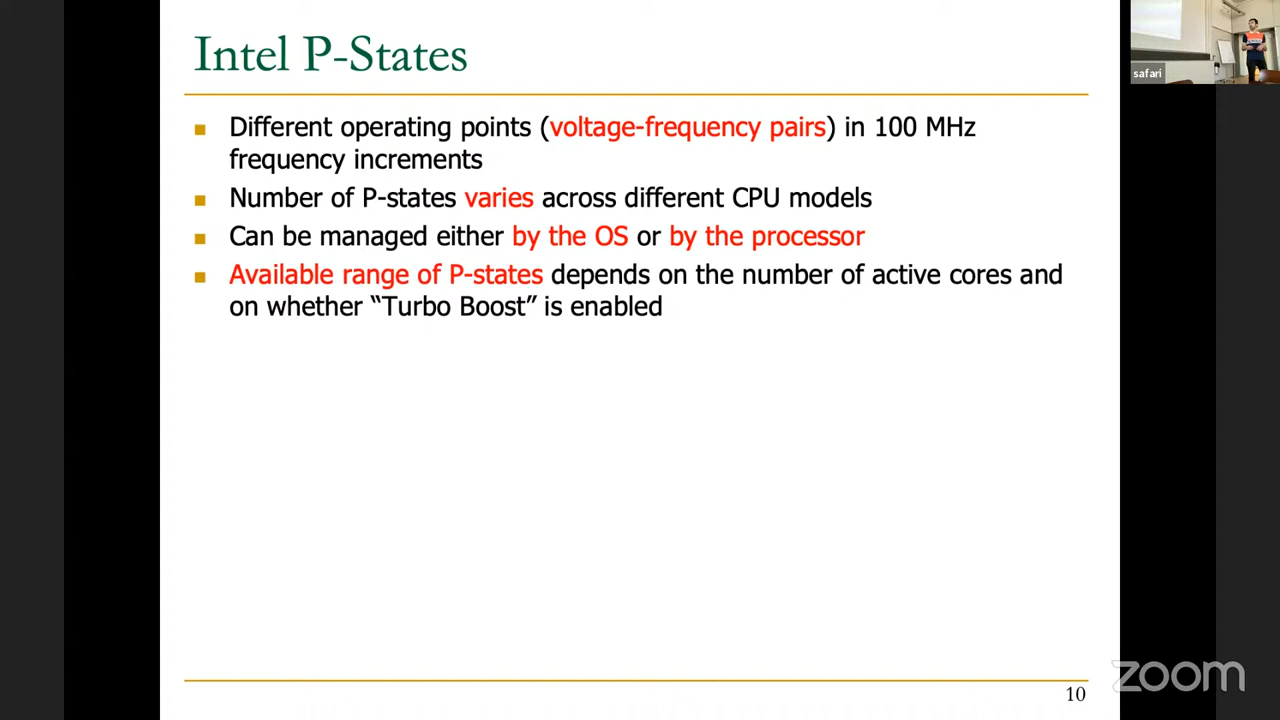 Intel P-States
safari
■ Different operating points (voltage-frequency pairs) in 100 MHz
frequency increments
■ Number of P-states varies across different CPU models
■ Can be managed either by the OS or by the processor
■ Available range of P-states depends on the number of active cores and
on whether “Turbo Boost” is enabled
10
zoom